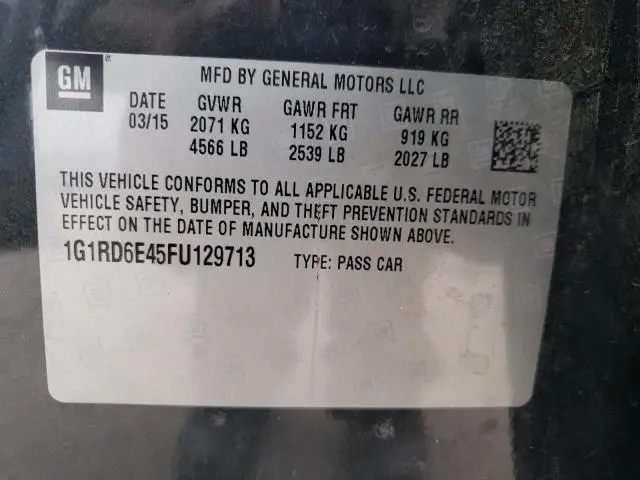 GM
MFD BY GENERAL MOTORS LLC
DATE GVWR GAWR FRT GAWR RR
03/15 2071 KG 1152 KG 919 KG
4566 LB 2539 LB 2027 LB
THIS VEHICLE CONFORMS TO ALL APPLICABLE U.S. FEDERAL MOTOR
VEHICLE SAFETY, BUMPER, AND THEFT PREVENTION STANDARDS IN
EFFECT ON THE DATE OF MANUFACTURE SHOWN ABOVE.
1G1RD6E45FU129713 TYPE: PASS CAR